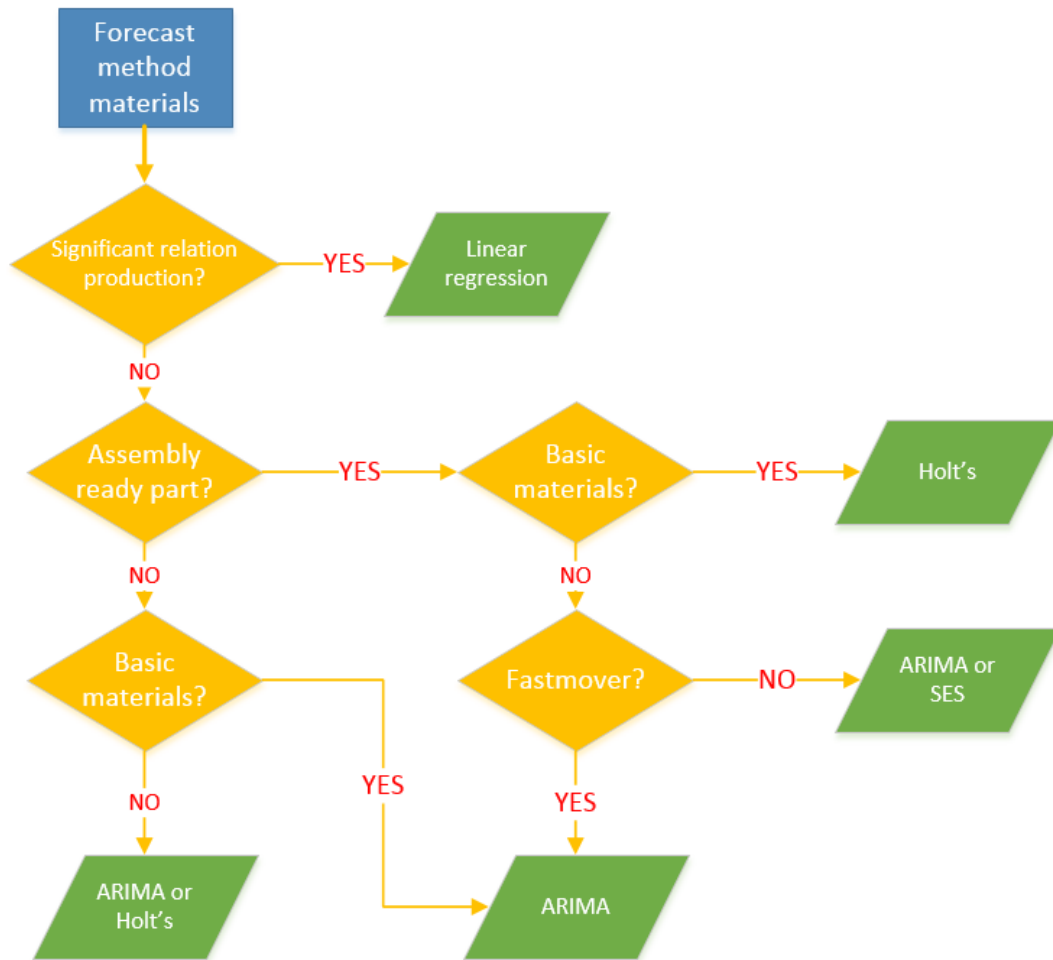 Forecast
method
materials
Significant relation
production?
YES
Linear
regression
NO
Assembly
ready part?
YES
Basic
materials?
YES
Holt's
NO
NO
Basic
materials?
Fastmover?
NO
ARIMA or
SES
YES
NO
YES
ARIMA or
Holt's
ARIMA